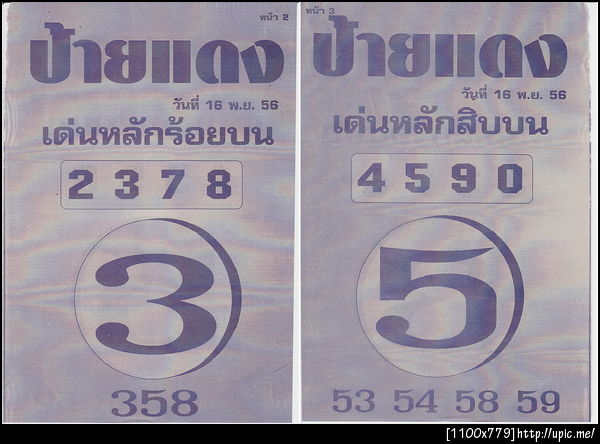 หน้า 2
ป้ายแดง
วันที่ 16 พ.ย. 56
เด่นหลักร้อยบน
2 3 7 8
3
358
หน้า 3
ป้ายแดง
วันที่ 16 พ.ย. 56
เด่นหลักสิบบน
4 5 9 0
5
53 54 58 59
[1100x779]http://upic.me/